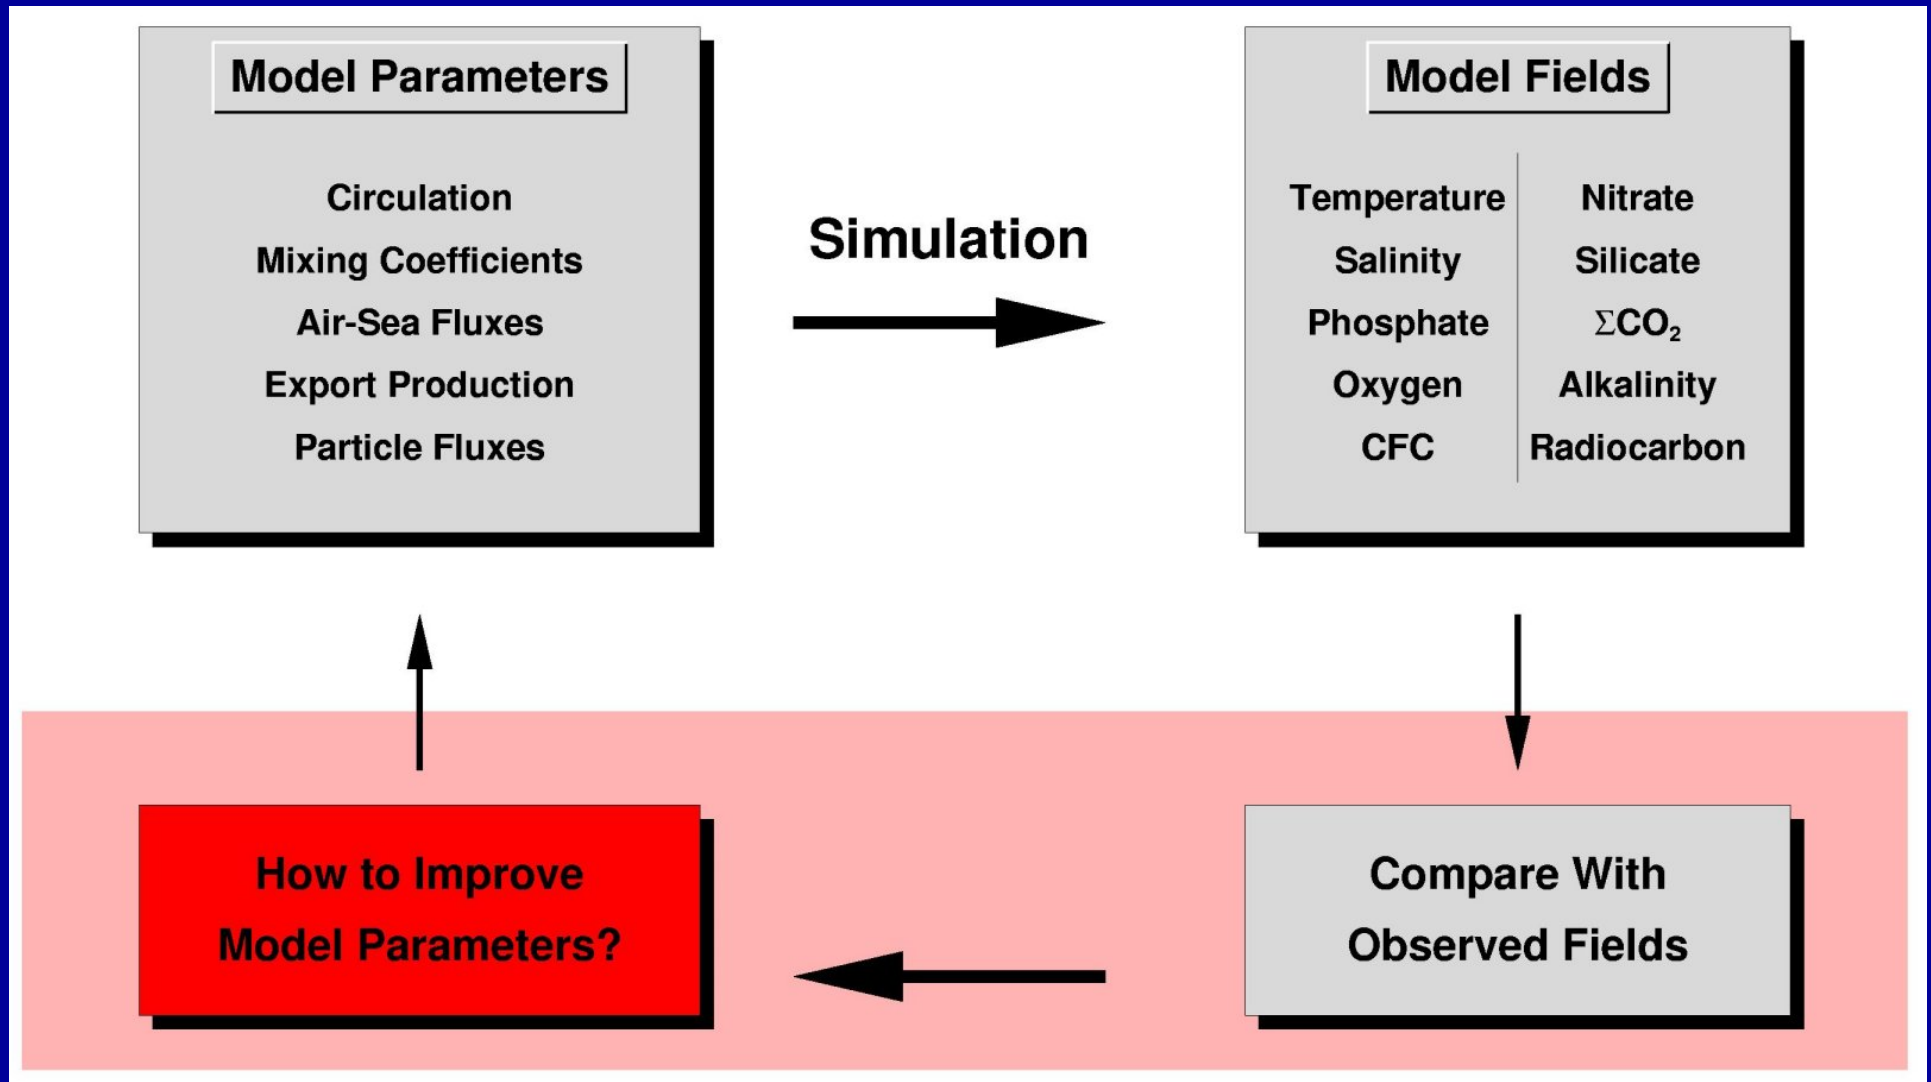 Model Parameters
Circulation
Mixing Coefficients
Air-Sea Fluxes
Export Production
Particle Fluxes
Simulation
Model Fields
Temperature
Salinity
Phosphate
Oxygen
CFC
Nitrate
Silicate
ΣCO₂
Alkalinity
Radiocarbon
Compare With
Observed Fields
How to Improve
Model Parameters?